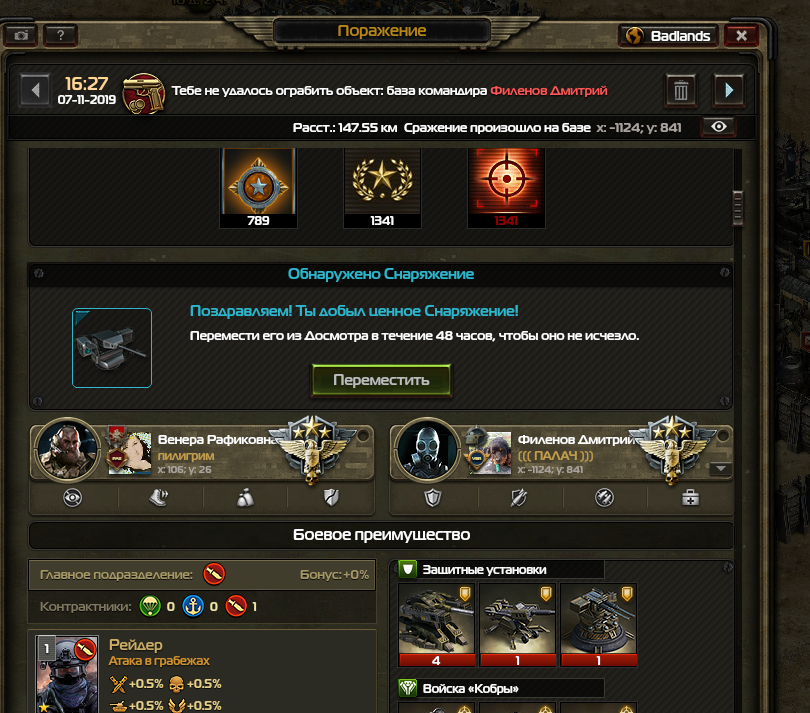 Поражение
Badlands
16:27
07-11-2019
Тебе не удалось ограбить объект: база командира Филенов Дмитрий
Расст.: 147.55 км Сражение произошло на базе x: -1124; y: 841
789
1341
1341
Обнаружено Снаряжение
Поздравляем! Ты добыл ценное Снаряжение!
Перемести его из Досмотра в течение 48 часов, чтобы оно не исчезло.
Переместить
Венера Рафиковна
пилигрим
x: 106; y: 26
Филенов Дмитрий
((( ПАЛАЧ )))
x: -1124; y: 841
Боевое преимущество
Главное подразделение:
Бонус:+0%
Контрактники: 0 0 1
1
Рейдер
Атака в грабежах
+0.5% +0.5%
+0.5% +0.5%
Защитные установки
4
1
1
Войска «Кобры»